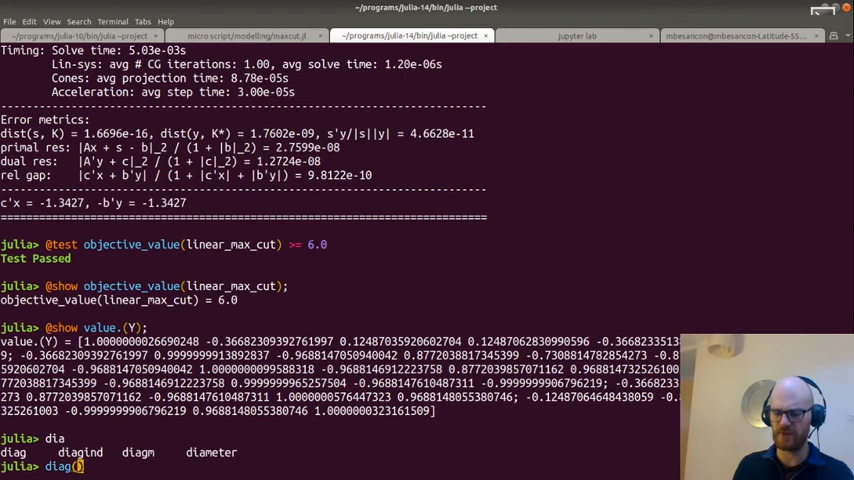 ~/programs/julia-14/bin/julia --project
File Edit View Search Terminal Tabs Help
~/programs/julia-10/bin/julia --project × micro script/modelling/maxcut.jl × ~/programs/julia-14/bin/julia --project × jupyter lab × mbesancon@mbesancon-Latitude-55... ×
Timing: Solve time: 5.03e-03s
Lin-sys: avg # CG iterations: 1.00, avg solve time: 1.20e-06s
Cones: avg projection time: 8.78e-05s
Acceleration: avg step time: 3.00e-05s
----------------------------------------------------------------------------
Error metrics:
dist(s, K) = 1.6696e-16, dist(y, K*) = 1.7602e-09, s'y/|s||y| = 4.6628e-11
primal res: |Ax + s - b|_2 / (1 + |b|_2) = 2.7599e-08
dual res: |A'y + c|_2 / (1 + |c|_2) = 1.2724e-08
rel gap: |c'x + b'y| / (1 + |c'x| + |b'y|) = 9.8122e-10
----------------------------------------------------------------------------
c'x = -1.3427, -b'y = -1.3427
============================================================================
julia> @test objective_value(linear_max_cut) >= 6.0
Test Passed
julia> @show objective_value(linear_max_cut);
objective_value(linear_max_cut) = 6.0
julia> @show value.(Y);
value.(Y) = [1.0000000026690248 -0.36682309392761997 0.12487035920602704 0.12487062830990596 -0.3668233513
9; -0.36682309392761997 0.9999999913892837 -0.9688147050940042 0.8772038817345399 -0.7308814782854273 -0.8
5920602704 -0.9688147050940042 1.0000000099588318 -0.9688146912223758 0.8772039857071162 0.968814732526100
772038817345399 -0.9688146912223758 0.9999999965257504 -0.9688147610487311 -0.9999999906796219; -0.3668233
273 0.8772039857071162 -0.9688147610487311 1.0000000576447323 0.9688148055380746; -0.12487064648438059 -0.8
325261003 -0.9999999906796219 0.9688148055380746 1.0000000323161509]
julia> dia
diag diagind diagm diameter
julia> diag()